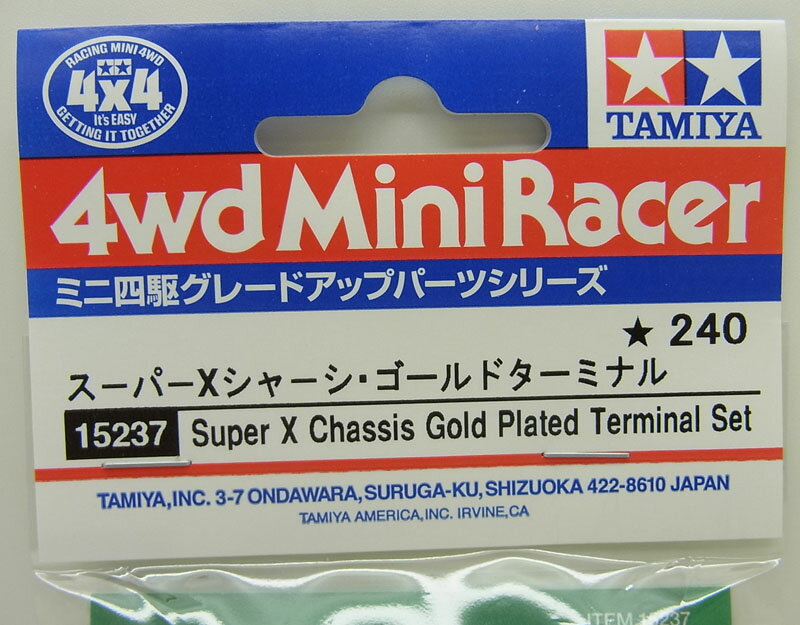 RACING MINI 4WD
4x4
It's EASY
GETTING IT TOGETHER
TAMIYA
4wd Mini Racer
ミニ四駆グレードアップパーツシリーズ
★ 240
スーパーXシャーシ・ゴールドターミナル
15237 Super X Chassis Gold Plated Terminal Set
TAMIYA,INC. 3-7 ONDAWARA,SURUGA-KU,SHIZUOKA 422-8610 JAPAN
TAMIYA AMERICA,INC. IRVINE,CA
ITEM 15237